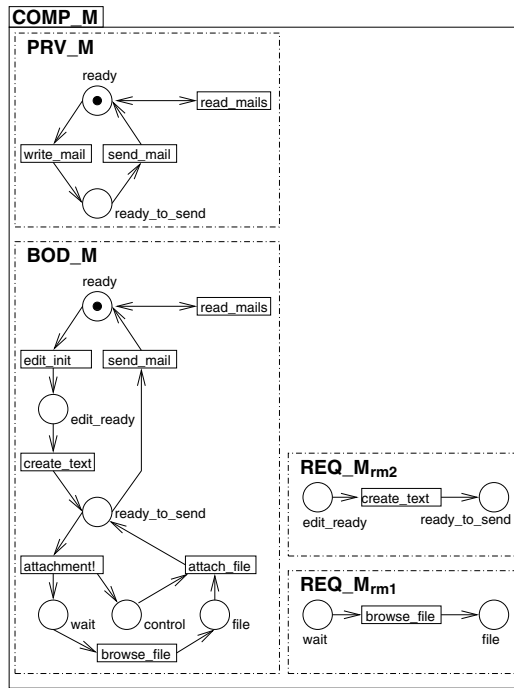 COMP_M
PRV_M
ready
read_mails
write_mail send_mail
ready_to_send
BOD_M
ready
read_mails
edit_init send_mail
edit_ready
create_text
ready_to_send
attachment! attach_file
wait control file
browse_file
REQ_Mrm2
create_text
edit_ready ready_to_send
REQ_Mrm1
browse_file
wait file